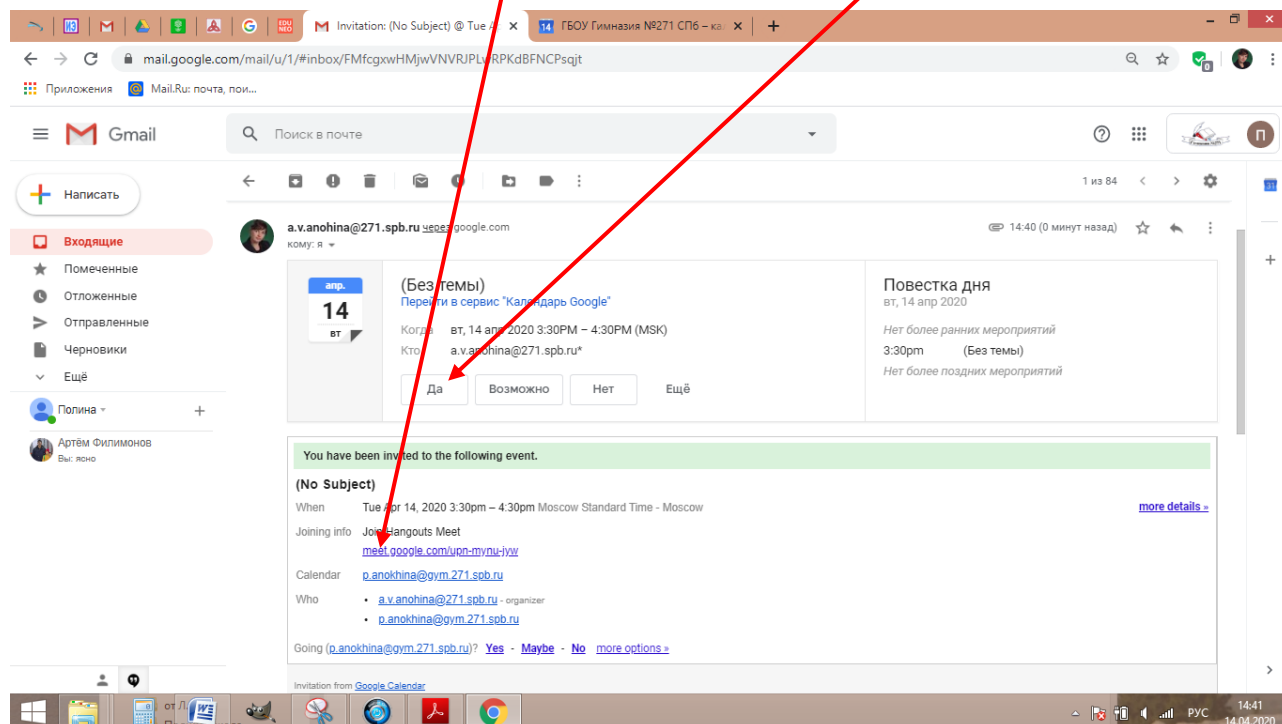 Invitation: (No Subject) @ Tue A
ГБОУ Гимназия №271 СПб – ка
mail.google.com/mail/u/1/#inbox/FMfcgxwHMjwVNVRJPL RPKdBFNCPsqjt
Приложения Mail.Ru: почта, пои...
Gmail
Поиск в почте
П
Написать
1 из 84
Входящие
Помеченные
Отложенные
Отправленные
Черновики
Ещё
Полина
Артём Филимонов
Вы: ясно
a.v.anohina@271.spb.ru через google.com
кому: я
14:40 (0 минут назад)
апр.
14
вт
(Без темы)
Перейти в сервис "Календарь Google"
Когда вт, 14 апр 2020 3:30PM – 4:30PM (MSK)
Кто a.v.anohina@271.spb.ru*
Да Возможно Нет Ещё
Повестка дня
вт, 14 апр 2020
Нет более ранних мероприятий
3:30pm (Без темы)
Нет более поздних мероприятий
You have been invited to the following event.
(No Subject)
When Tue Apr 14, 2020 3:30pm – 4:30pm Moscow Standard Time - Moscow
more details »
Joining info Join Hangouts Meet
meet.google.com/upn-mynu-jyw
Calendar p.anokhina@gym.271.spb.ru
Who • a.v.anohina@271.spb.ru - organizer
• p.anokhina@gym.271.spb.ru
Going (p.anokhina@gym.271.spb.ru)? Yes - Maybe - No more options »
Invitation from Google Calendar
РУС
14:41
14.04.2020